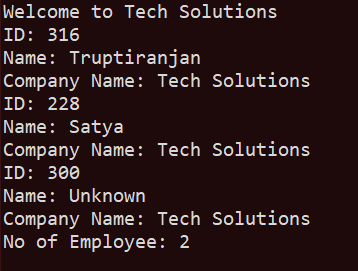 Welcome to Tech Solutions
ID: 316
Name: Truptiranjan
Company Name: Tech Solutions
ID: 228
Name: Satya
Company Name: Tech Solutions
ID: 300
Name: Unknown
Company Name: Tech Solutions
No of Employee: 2